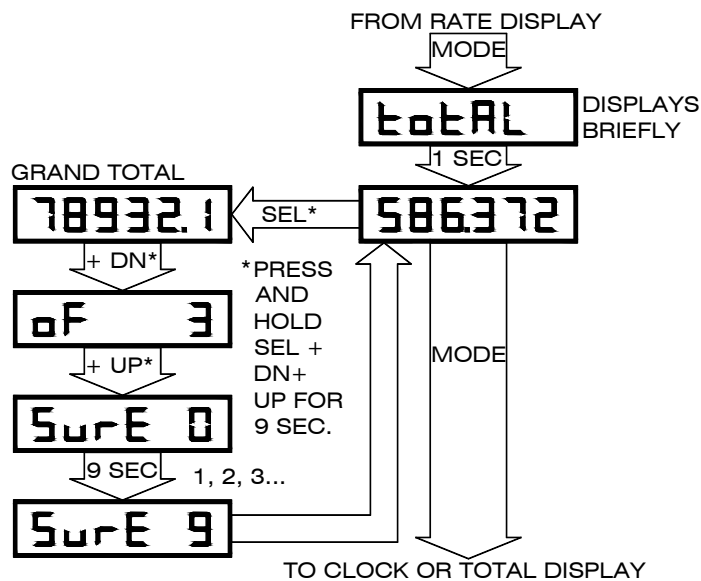 FROM RATE DISPLAY
MODE
totAL
DISPLAYS
BRIEFLY
1 SEC
GRAND TOTAL
78932.1
SEL*
586.372
+ DN*
*PRESS
AND
HOLD
SEL +
DN+
UP FOR
9 SEC.
oF 3
+ UP*
MODE
SurE 0
9 SEC
1, 2, 3...
SurE 9
TO CLOCK OR TOTAL DISPLAY